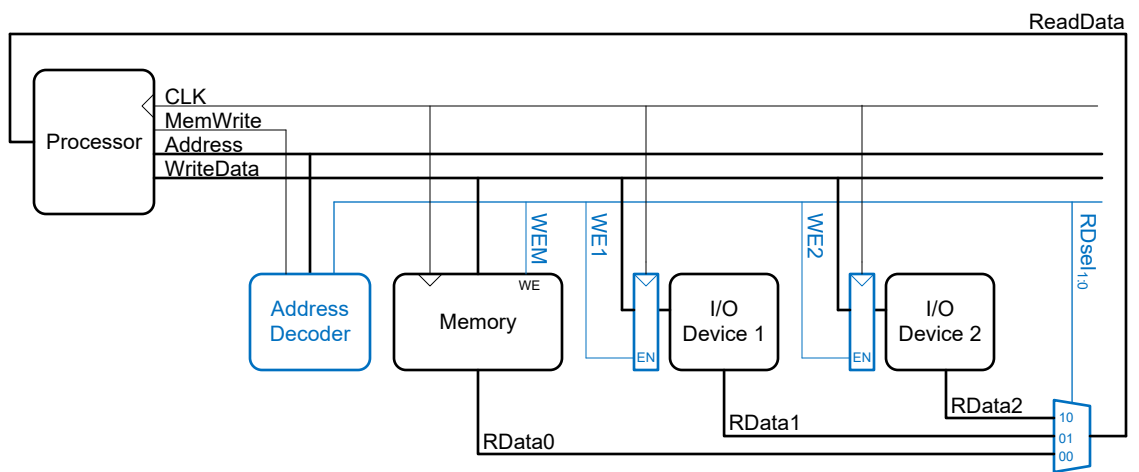 ReadData
CLK
MemWrite
Address
WriteData
Processor
WEM
WE1
WE2
RDsel1:0
WE
Address
Decoder
Memory
EN
I/O
Device 1
EN
I/O
Device 2
RData2
10
RData1
01
RData0
00